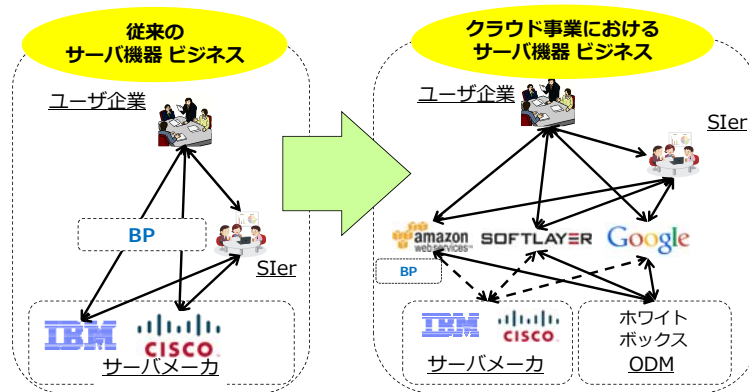 従来の
サーバ機器 ビジネス
ユーザ企業
BP
SIer
IBM
CISCO
サーバメーカ
クラウド事業における
サーバ機器 ビジネス
ユーザ企業
SIer
amazon
webservices™
SOFTLAYER
Google
BP
IBM
CISCO
サーバメーカ
ホワイト
ボックス
ODM